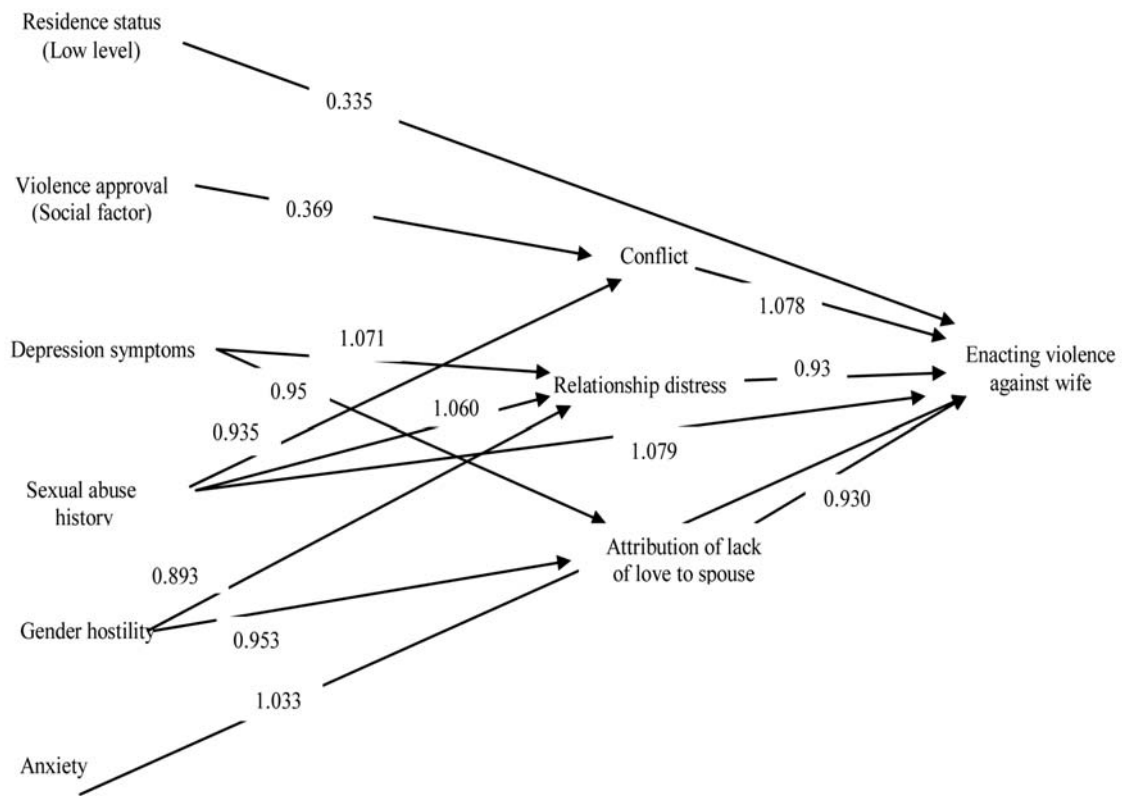 Residence status
(Low level)
0.335
Violence approval
(Social factor)
0.369
Conflict
1.078
Depression symptoms
1.071
0.95
Relationship distress
0.93
Enacting violence
against wife
0.935
1.060
1.079
Sexual abuse
history
0.930
Attribution of lack
of love to spouse
0.893
Gender hostility
0.953
1.033
Anxiety